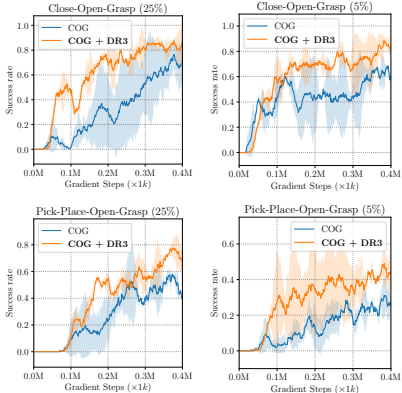 Close-Open-Grasp (25%)
COG
COG + DR3
Success rate
1.0
0.8
0.6
0.4
0.2
0.0
0.0M 0.1M 0.2M 0.3M 0.4M
Gradient Steps (×1k)
Close-Open-Grasp (5%)
COG
COG + DR3
Success rate
1.0
0.8
0.6
0.4
0.2
0.0
0.0M 0.1M 0.2M 0.3M 0.4M
Gradient Steps (×1k)
Pick-Place-Open-Grasp (25%)
COG
COG + DR3
Success rate
1.0
0.8
0.6
0.4
0.2
0.0
0.0M 0.1M 0.2M 0.3M 0.4M
Gradient Steps (×1k)
Pick-Place-Open-Grasp (5%)
COG
COG + DR3
Success rate
0.6
0.4
0.2
0.0
0.0M 0.1M 0.2M 0.3M 0.4M
Gradient Steps (×1k)